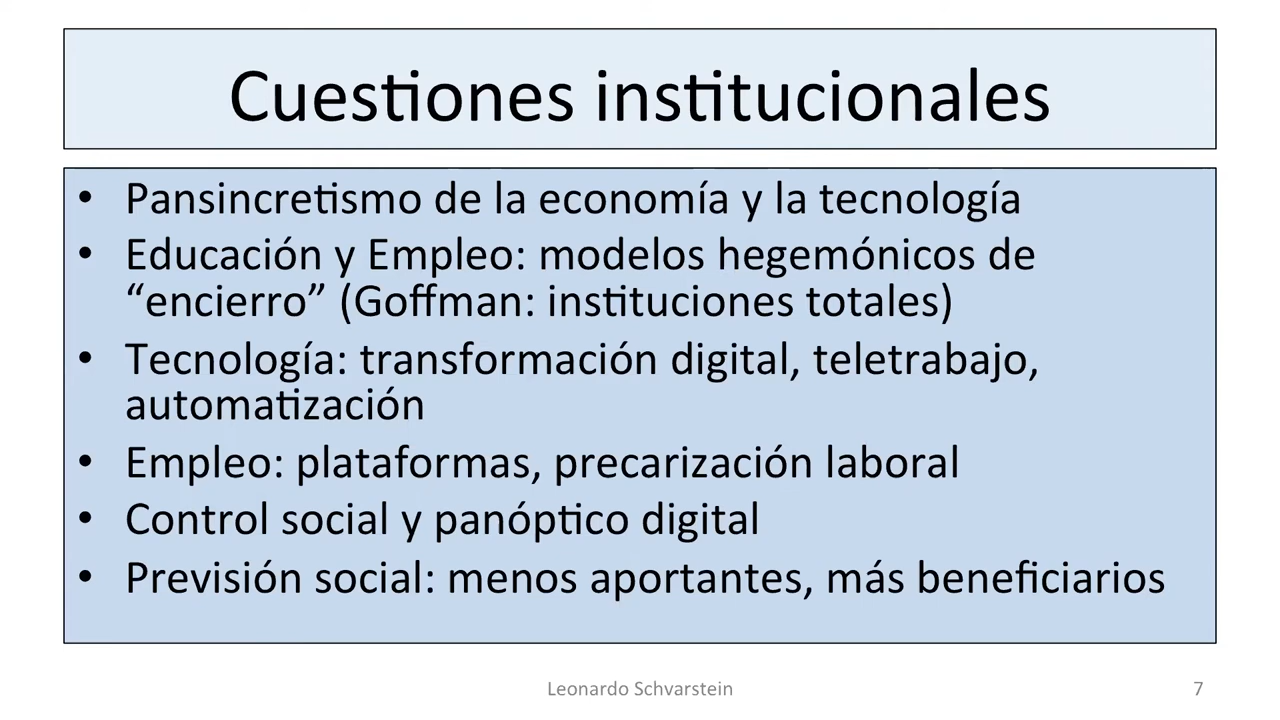 Cuestiones institucionales
• Pansincretismo de la economía y la tecnología
• Educación y Empleo: modelos hegemónicos de
“encierro” (Goffman: instituciones totales)
• Tecnología: transformación digital, teletrabajo,
automatización
• Empleo: plataformas, precarización laboral
• Control social y panóptico digital
• Previsión social: menos aportantes, más beneficiarios
Leonardo Schvarstein
7